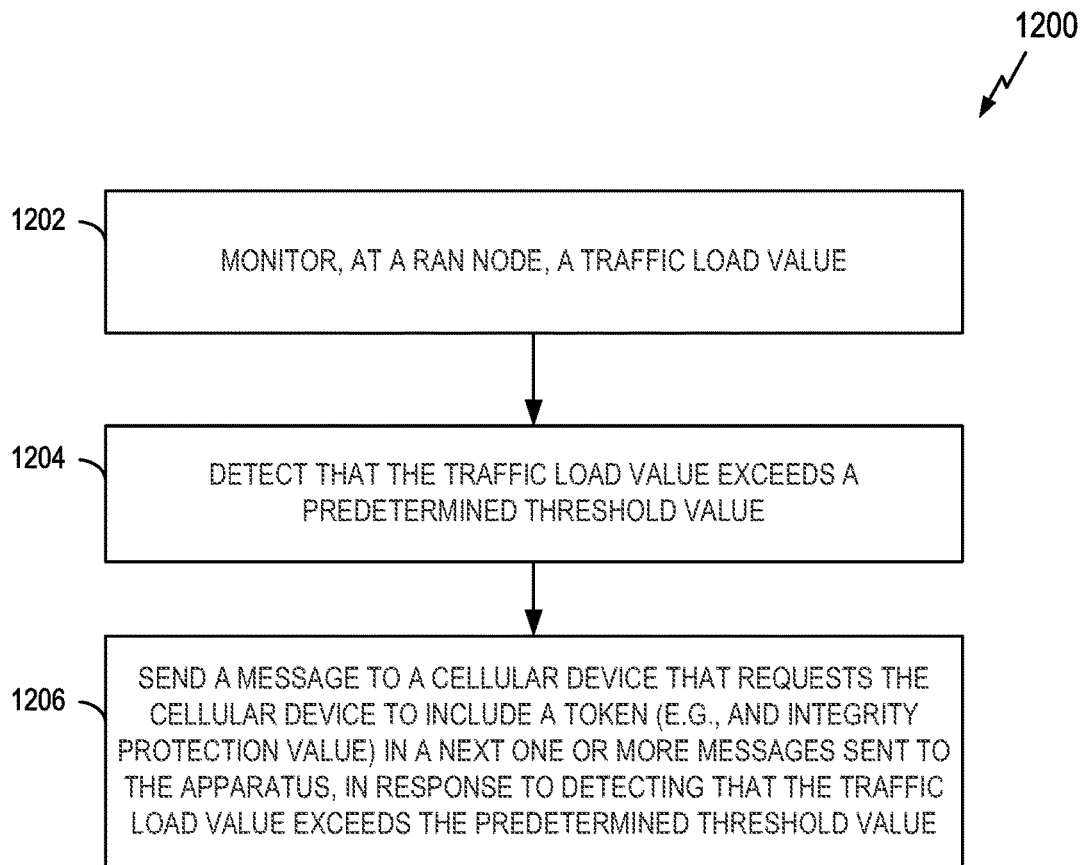 1200
1202
MONITOR, AT A RAN NODE, A TRAFFIC LOAD VALUE
1204
DETECT THAT THE TRAFFIC LOAD VALUE EXCEEDS A
PREDETERMINED THRESHOLD VALUE
1206
SEND A MESSAGE TO A CELLULAR DEVICE THAT REQUESTS THE
CELLULAR DEVICE TO INCLUDE A TOKEN (E.G., AND INTEGRITY
PROTECTION VALUE) IN A NEXT ONE OR MORE MESSAGES SENT TO
THE APPARATUS, IN RESPONSE TO DETECTING THAT THE TRAFFIC
LOAD VALUE EXCEEDS THE PREDETERMINED THRESHOLD VALUE